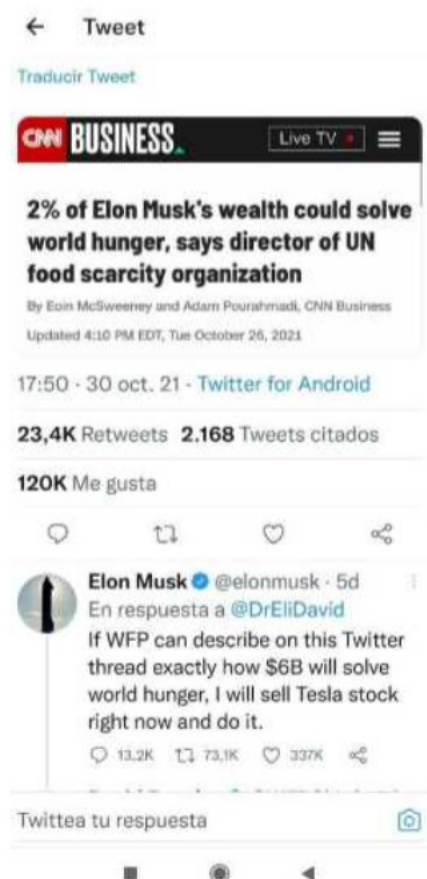 Tweet
Traducir Tweet
CNN BUSINESS
Live TV
2% of Elon Musk's wealth could solve
world hunger, says director of UN
food scarcity organization
By Eoin McSweeney and Adam Pourahmadi, CNN Business
Updated 4:10 PM EDT, Tue October 26, 2021
17:50 · 30 oct. 21 · Twitter for Android
23,4K Retweets 2.168 Tweets citados
120K Me gusta
Elon Musk @elonmusk · 5d
En respuesta a @DrEliDavid
If WFP can describe on this Twitter
thread exactly how $6B will solve
world hunger, I will sell Tesla stock
right now and do it.
13,2K 73,1K 337K
Twittea tu respuesta